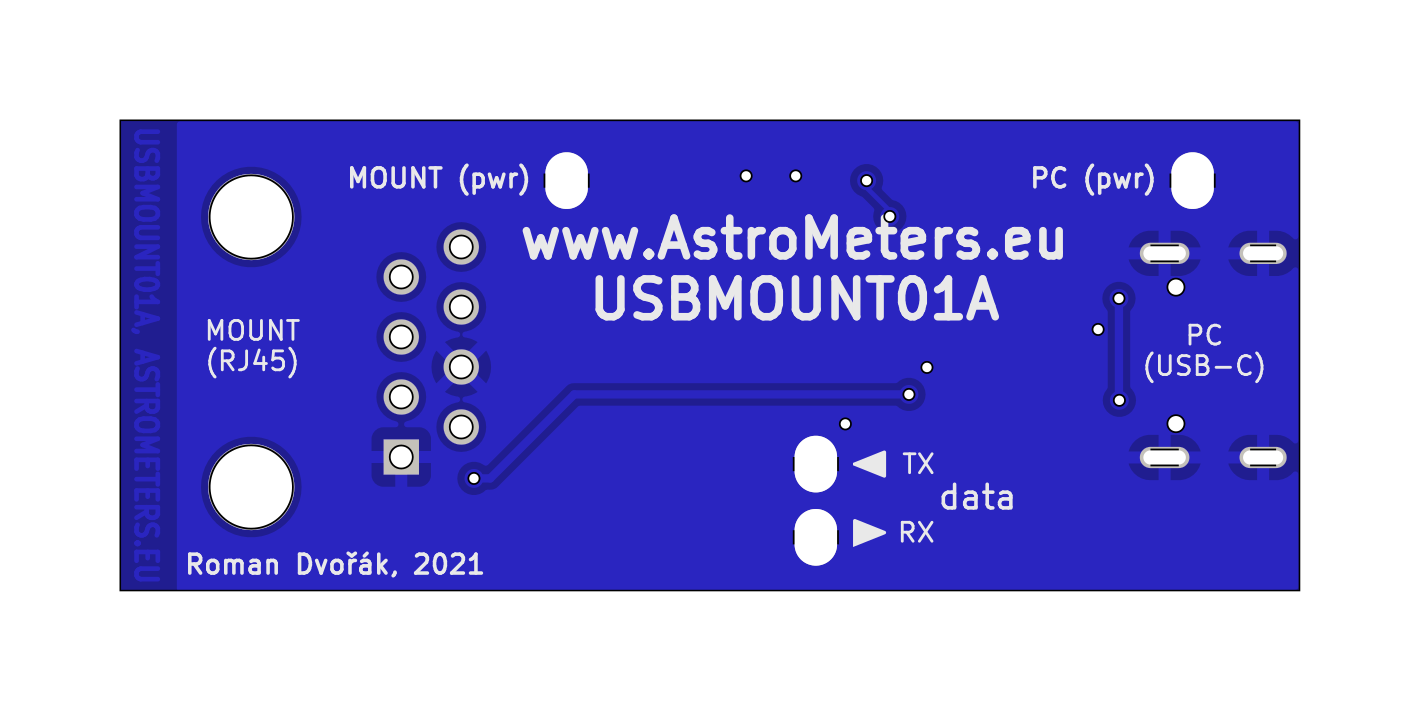 USBMOUNT01A, ASTROMETERS.EU
MOUNT (pwr)
PC (pwr)
www.AstroMeters.eu
USBMOUNT01A
MOUNT
(RJ45)
PC
(USB-C)
TX
data
RX
Roman Dvořák, 2021